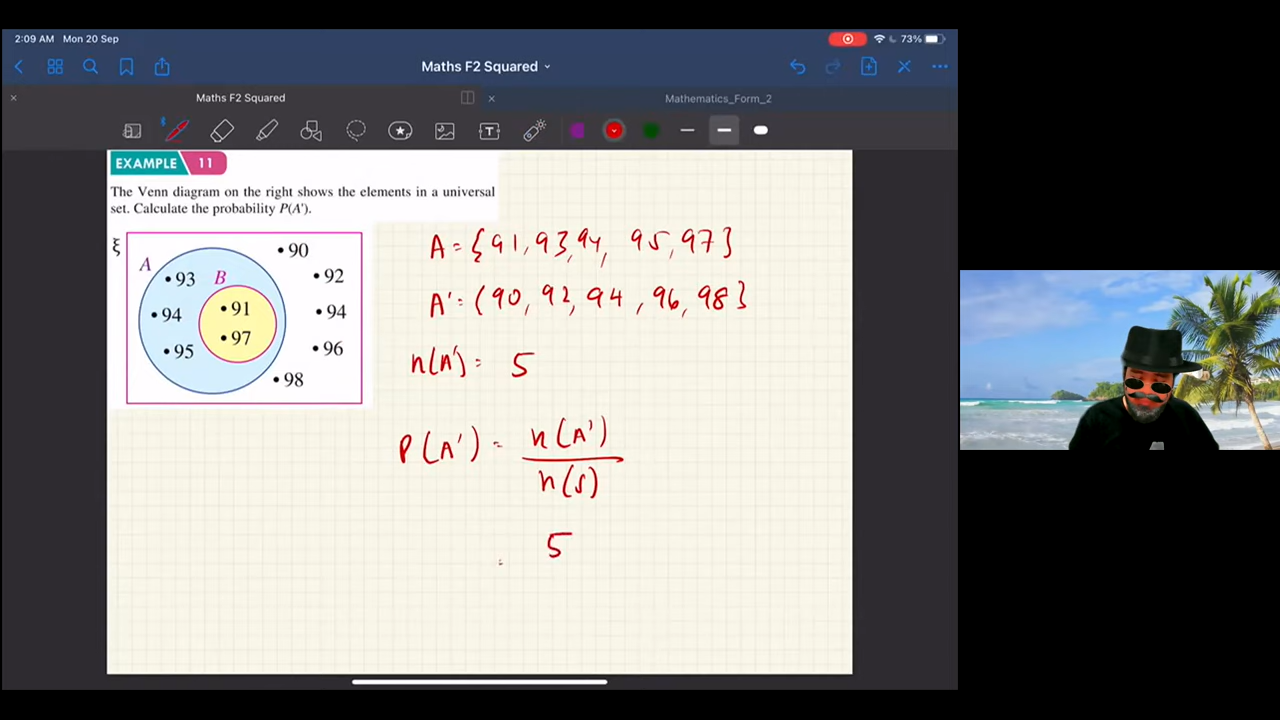 2:09 AM Mon 20 Sep
73%
Maths F2 Squared
Maths F2 Squared
Mathematics_Form_2
EXAMPLE 11
The Venn diagram on the right shows the elements in a universal
set. Calculate the probability P(A').
ξ
A
B
• 90
• 93
• 92
• 91
• 94
• 94
• 97
• 95
• 96
• 98
A = {91, 93, 94, 95, 97}
A' = (90, 92, 94, 96, 98}
n(A') = 5
P(A') = n(A')
n(S)
= 5